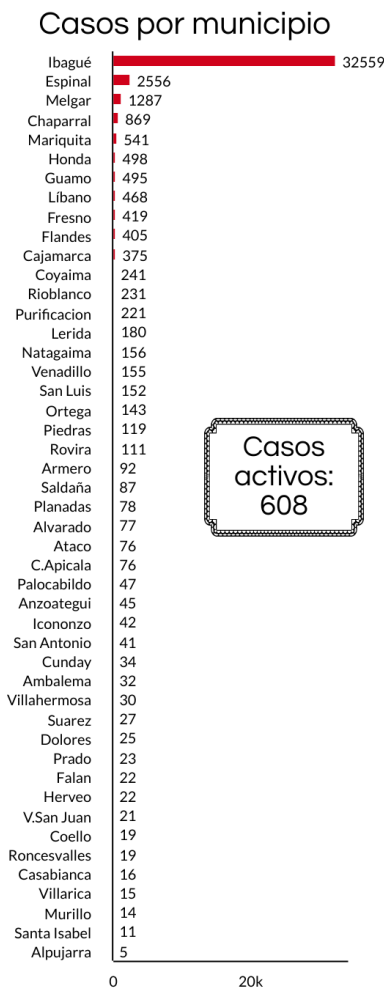 Casos por municipio
Ibagué 32559
Espinal 2556
Melgar 1287
Chaparral 869
Mariquita 541
Honda 498
Guamo 495
Líbano 468
Fresno 419
Flandes 405
Cajamarca 375
Coyaima 241
Rioblanco 231
Purificacion 221
Lerida 180
Natagaima 156
Venadillo 155
San Luis 152
Ortega 143
Piedras 119
Rovira 111
Armero 92
Saldaña 87
Planadas 78
Alvarado 77
Ataco 76
C.Apicala 76
Palocabildo 47
Anzoategui 45
Icononzo 42
San Antonio 41
Cunday 34
Ambalema 32
Villahermosa 30
Suarez 27
Dolores 25
Prado 23
Falan 22
Herveo 22
V.San Juan 21
Coello 19
Roncesvalles 19
Casabianca 16
Villarica 15
Murillo 14
Santa Isabel 11
Alpujarra 5
0 20k
Casos
activos:
608